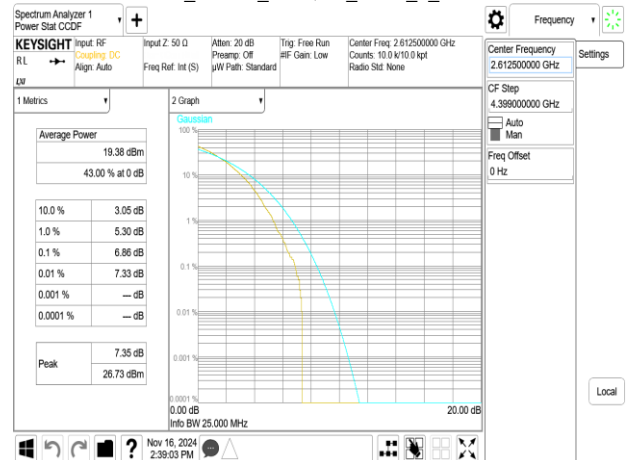 Spectrum Analyzer 1
Power Stat CCDF
Frequency
KEYSIGHT
RL
Input: RF
Coupling: DC
Align: Auto
Input Z: 50 Ω
Freq Ref: Int (S)
Atten: 20 dB
Preamp: Off
µW Path: Standard
Trig: Free Run
#IF Gain: Low
Center Freq: 2.612500000 GHz
Counts: 10.0 k/10.0 kpt
Radio Std: None
Center Frequency
2.612500000 GHz
Settings
CF Step
4.399000000 GHz
Auto
Man
Freq Offset
0 Hz
Local
1 Metrics
Average Power
19.38 dBm
43.00 % at 0 dB
10.0 % 3.05 dB
1.0 % 5.30 dB
0.1 % 6.86 dB
0.01 % 7.33 dB
0.001 % --- dB
0.0001 % --- dB
Peak 7.35 dB
26.73 dBm
2 Graph
Gaussian
100 %
10 %
1 %
0.1 %
0.01 %
0.001 %
0.0001 %
0.00 dB 20.00 dB
Info BW 25.000 MHz
Nov 16, 2024
2:39:03 PM